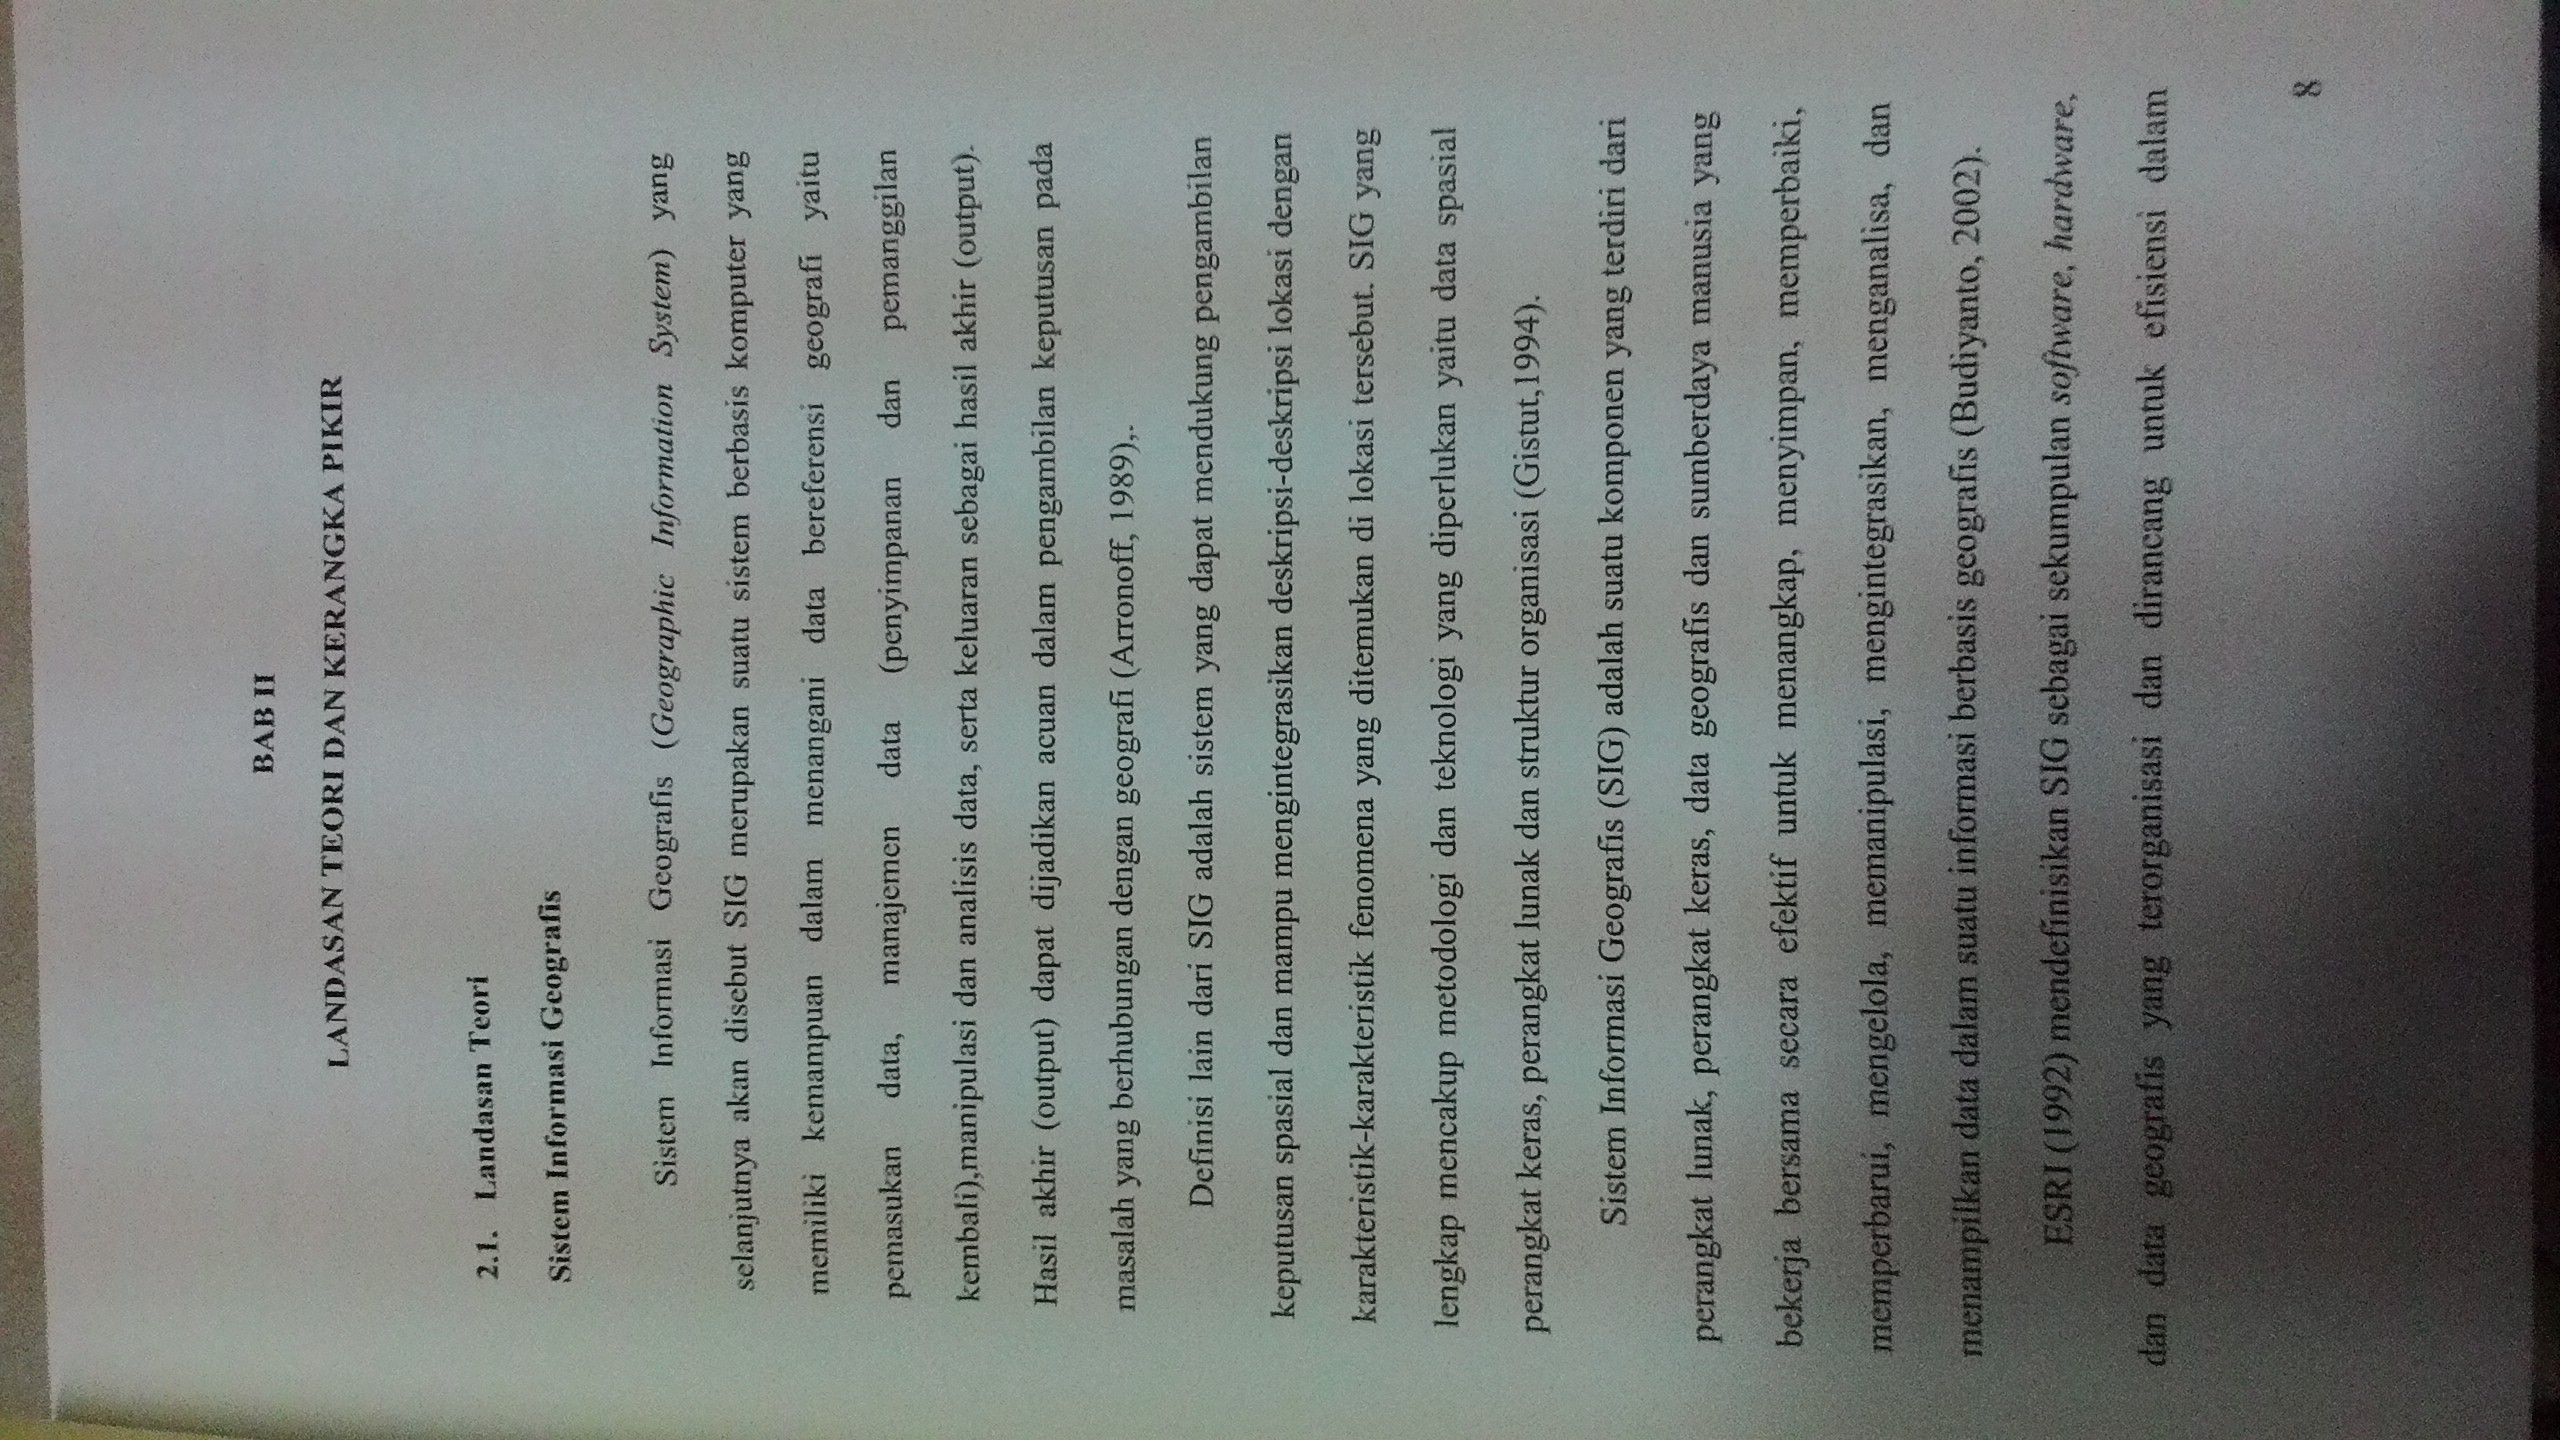 BAB II
LANDASAN TEORI DAN KERANGKA PIKIR
2.1. Landasan Teori
Sistem Informasi Geografis
Sistem Informasi Geografis (Geographic Information System) yang
selanjutnya akan disebut SIG merupakan suatu sistem berbasis komputer yang
memiliki kemampuan dalam menangani data bereferensi geografi yaitu
pemasukan data, manajemen data (penyimpanan dan pemanggilan
kembali),manipulasi dan analisis data, serta keluaran sebagai hasil akhir (output).
Hasil akhir (output) dapat dijadikan acuan dalam pengambilan keputusan pada
masalah yang berhubungan dengan geografi (Arronoff, 1989),.
Definisi lain dari SIG adalah sistem yang dapat mendukung pengambilan
keputusan spasial dan mampu mengintegrasikan deskripsi-deskripsi lokasi dengan
karakteristik-karakteristik fenomena yang ditemukan di lokasi tersebut. SIG yang
lengkap mencakup metodologi dan teknologi yang diperlukan yaitu data spasial
perangkat keras, perangkat lunak dan struktur organisasi (Gistut,1994).
Sistem Informasi Geografis (SIG) adalah suatu komponen yang terdiri dari
perangkat lunak, perangkat keras, data geografis dan sumberdaya manusia yang
bekerja bersama secara efektif untuk menangkap, menyimpan, memperbaiki,
memperbarui, mengelola, memanipulasi, mengintegrasikan, menganalisa, dan
menampilkan data dalam suatu informasi berbasis geografis (Budiyanto, 2002).
ESRI (1992) mendefinisikan SIG sebagai sekumpulan software, hardware,
dan data geografis yang terorganisasi dan dirancang untuk efisiensi dalam
8